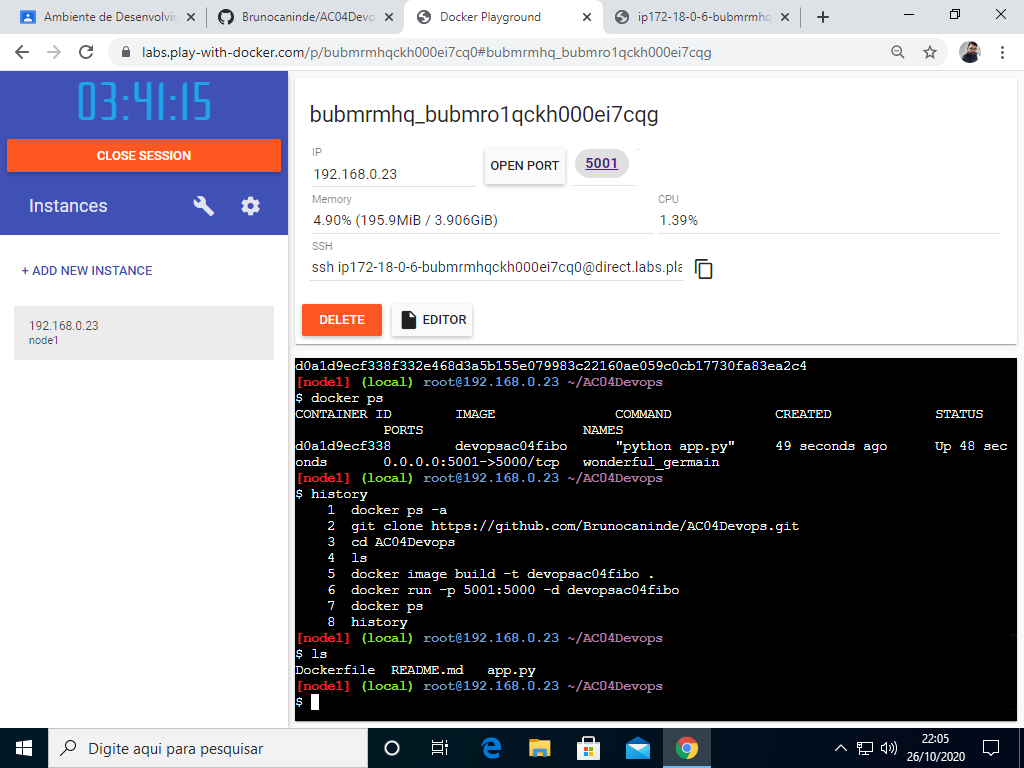 Ambiente de Desenvolvin
Brunocaninde/AC04Devo
Docker Playground
ip172-18-0-6-bubmrmhq
labs.play-with-docker.com/p/bubmrmhqckh000ei7cq0#bubmrmhq_bubmro1qckh000ei7cqg
03:41:15
CLOSE SESSION
Instances
+ ADD NEW INSTANCE
192.168.0.23
node1
bubmrmhq_bubmro1qckh000ei7cqg
IP
192.168.0.23
OPEN PORT
5001
Memory
4.90% (195.9MiB / 3.906GiB)
CPU
1.39%
SSH
ssh ip172-18-0-6-bubmrmhqckh000ei7cq0@direct.labs.pla
DELETE
EDITOR
d0a1d9ecf338f332e468d3a5b155e079983c22160ae059c0cb17730fa83ea2c4
[node1] (local) root@192.168.0.23 ~/AC04Devops
$ docker ps
CONTAINER ID        IMAGE               COMMAND             CREATED             STATUS
           PORTS                    NAMES
d0a1d9ecf338        devopsac04fibo      "python app.py"     49 seconds ago      Up 48 sec
onds       0.0.0.0:5001->5000/tcp   wonderful_germain
[node1] (local) root@192.168.0.23 ~/AC04Devops
$ history
    1  docker ps -a
    2  git clone https://github.com/Brunocaninde/AC04Devops.git
    3  cd AC04Devops
    4  ls
    5  docker image build -t devopsac04fibo .
    6  docker run -p 5001:5000 -d devopsac04fibo
    7  docker ps
    8  history
[node1] (local) root@192.168.0.23 ~/AC04Devops
$ ls
Dockerfile  README.md   app.py
[node1] (local) root@192.168.0.23 ~/AC04Devops
$
Digite aqui para pesquisar
22:05
26/10/2020